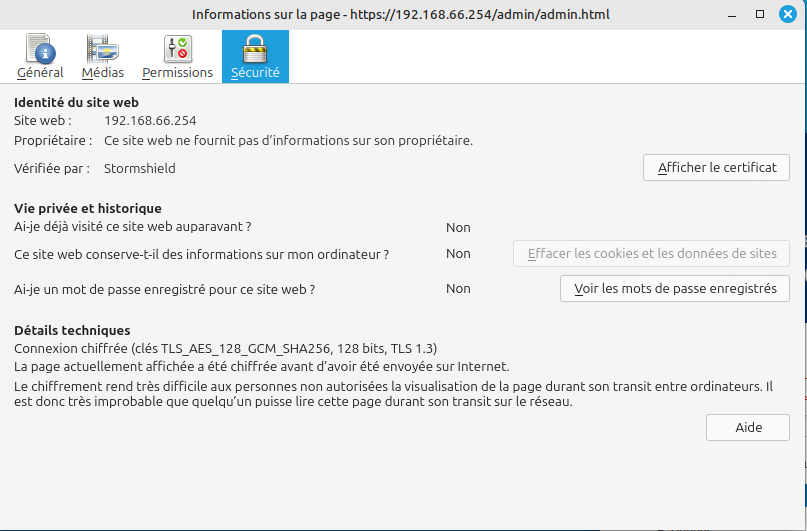 Informations sur la page - https://192.168.66.254/admin/admin.html
Général Médias Permissions Sécurité
Identité du site web
Site web : 192.168.66.254
Propriétaire : Ce site web ne fournit pas d'informations sur son propriétaire.
Vérifiée par : Stormshield Afficher le certificat
Vie privée et historique
Ai-je déjà visité ce site web auparavant ? Non
Ce site web conserve-t-il des informations sur mon ordinateur ? Non Effacer les cookies et les données de sites
Ai-je un mot de passe enregistré pour ce site web ? Non Voir les mots de passe enregistrés
Détails techniques
Connexion chiffrée (clés TLS_AES_128_GCM_SHA256, 128 bits, TLS 1.3)
La page actuellement affichée a été chiffrée avant d'avoir été envoyée sur Internet.
Le chiffrement rend très difficile aux personnes non autorisées la visualisation de la page durant son transit entre ordinateurs. Il
est donc très improbable que quelqu'un puisse lire cette page durant son transit sur le réseau.
Aide